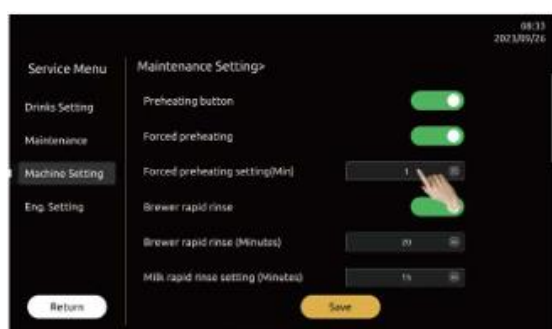 08:33
2023/09/26
Service Menu
Maintenance Setting>
Drinks Setting
Preheating button
Maintenance
Forced preheating
Machine Setting
Forced preheating setting(Min)
1
Eng. Setting
Brewer rapid rinse
Brewer rapid rinse (Minutes)
20
Milk rapid rinse setting (Minutes)
15
Return
Save